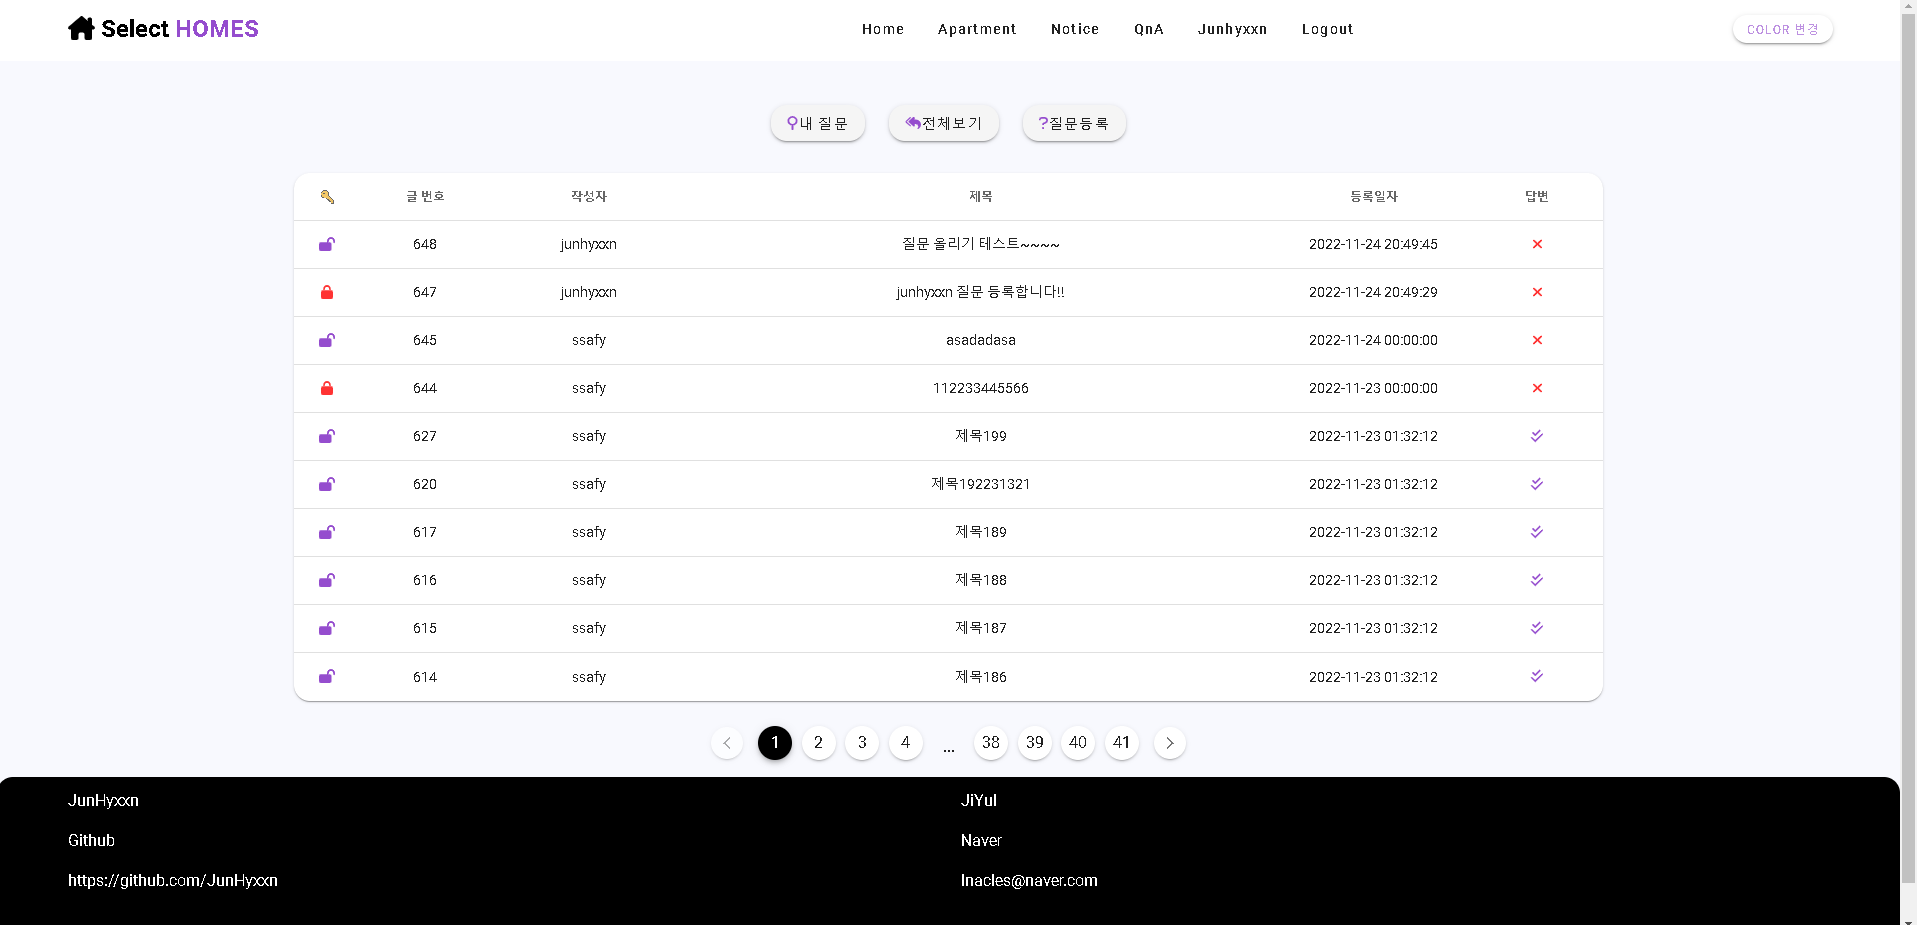 Select HOMES
Home Apartment Notice QnA Junhyxxn Logout
COLOR 변경
내 질문 전체보기 ?질문등록
글 번호 작성자 제목 등록일자 답변
648 junhyxxn 질문 올리기 테스트~~~~ 2022-11-24 20:49:45
647 junhyxxn junhyxxn 질문 등록합니다!! 2022-11-24 20:49:29
645 ssafy asadadasa 2022-11-24 00:00:00
644 ssafy 112233445566 2022-11-23 00:00:00
627 ssafy 제목199 2022-11-23 01:32:12
620 ssafy 제목192231321 2022-11-23 01:32:12
617 ssafy 제목189 2022-11-23 01:32:12
616 ssafy 제목188 2022-11-23 01:32:12
615 ssafy 제목187 2022-11-23 01:32:12
614 ssafy 제목186 2022-11-23 01:32:12
1 2 3 4 ... 38 39 40 41
JunHyxxn JiYul
Github Naver
https://github.com/JunHyxxn lnacles@naver.com